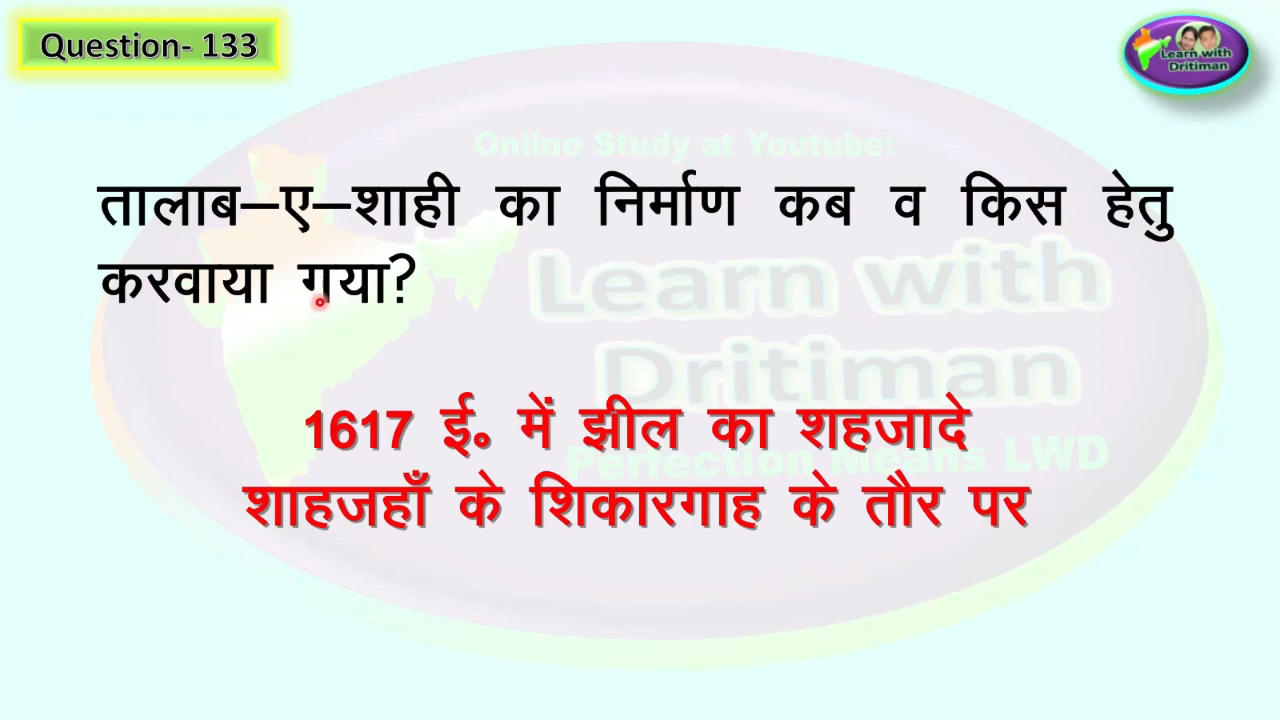 Question- 133
Learn with
Dritiman
Online Study at Youtube:
तालाब–ए–शाही का निर्माण कब व किस हेतु
करवाया गया?
Learn with
Dritiman
1617 ई॰ में झील का शहजादे
Perfection Means LWD
शाहजहाँ के शिकारगाह के तौर पर